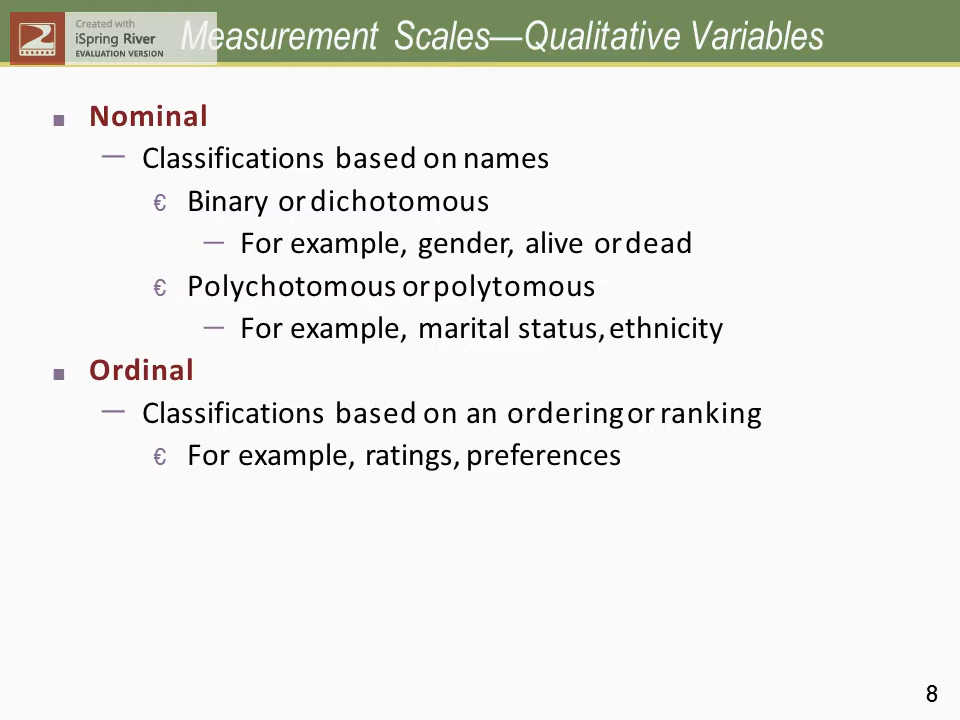 Created with
iSpring River
EVALUATION VERSION
Measurement Scales—Qualitative Variables
■ Nominal
— Classifications based on names
€ Binary or dichotomous
— For example, gender, alive or dead
€ Polychotomous or polytomous
— For example, marital status, ethnicity
■ Ordinal
— Classifications based on an ordering or ranking
€ For example, ratings, preferences
8